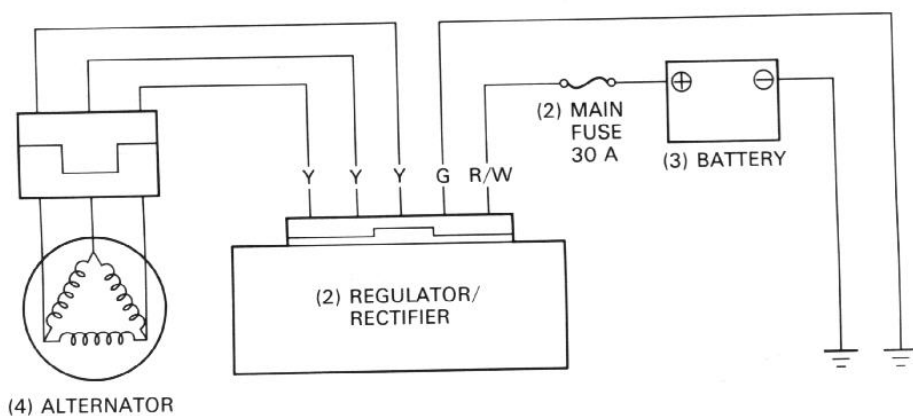 (2) MAIN
FUSE
30 A
(3) BATTERY
Y Y Y G R/W
(2) REGULATOR/
RECTIFIER
(4) ALTERNATOR